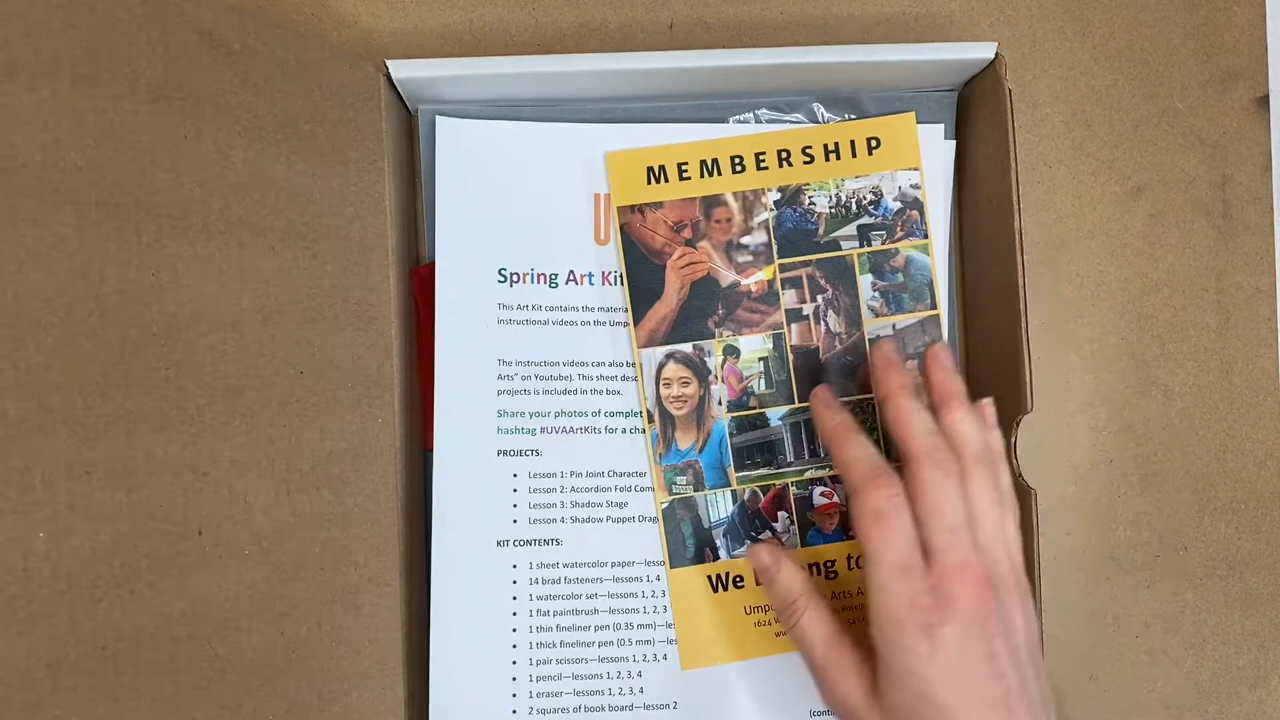 MEMBERSHIP
U
Spring Art Kit
This Art Kit contains the materia
instructional videos on the Ump
The instruction videos can also be
Arts" on Youtube). This sheet desc
projects is included in the box.
Share your photos of complet
hashtag #UVAArtKits for a cha
PROJECTS:
• Lesson 1: Pin Joint Character
• Lesson 2: Accordion Fold Com
• Lesson 3: Shadow Stage
• Lesson 4: Shadow Puppet Drag
KIT CONTENTS:
• 1 sheet watercolor paper—lesso
• 14 brad fasteners—lessons 1, 4
• 1 watercolor set—lessons 1, 2, 3
• 1 flat paintbrush—lessons 1, 2, 3
• 1 thin fineliner pen (0.35 mm)—les
• 1 thick fineliner pen (0.5 mm) —les
• 1 pair scissors—lessons 1, 2, 3, 4
• 1 pencil—lessons 1, 2, 3, 4
• 1 eraser—lessons 1, 2, 3, 4
• 2 squares of book board—lesson 2
(conti
We ng to
Umpq Arts A
1624 W
ww